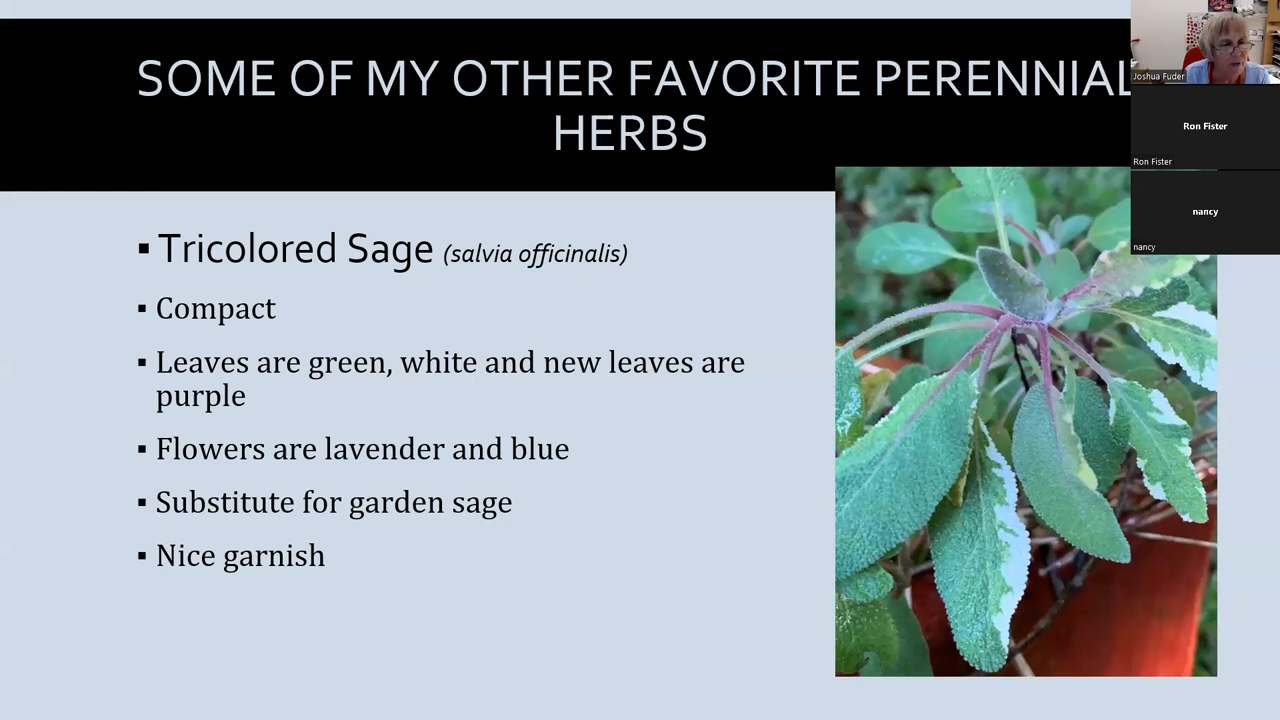 SOME OF MY OTHER FAVORITE PERENNIAL
HERBS
▪ Tricolored Sage (salvia officinalis)
▪ Compact
▪ Leaves are green, white and new leaves are
purple
▪ Flowers are lavender and blue
▪ Substitute for garden sage
▪ Nice garnish
Joshua Fuder
Ron Fister
Ron Fister
nancy
nancy